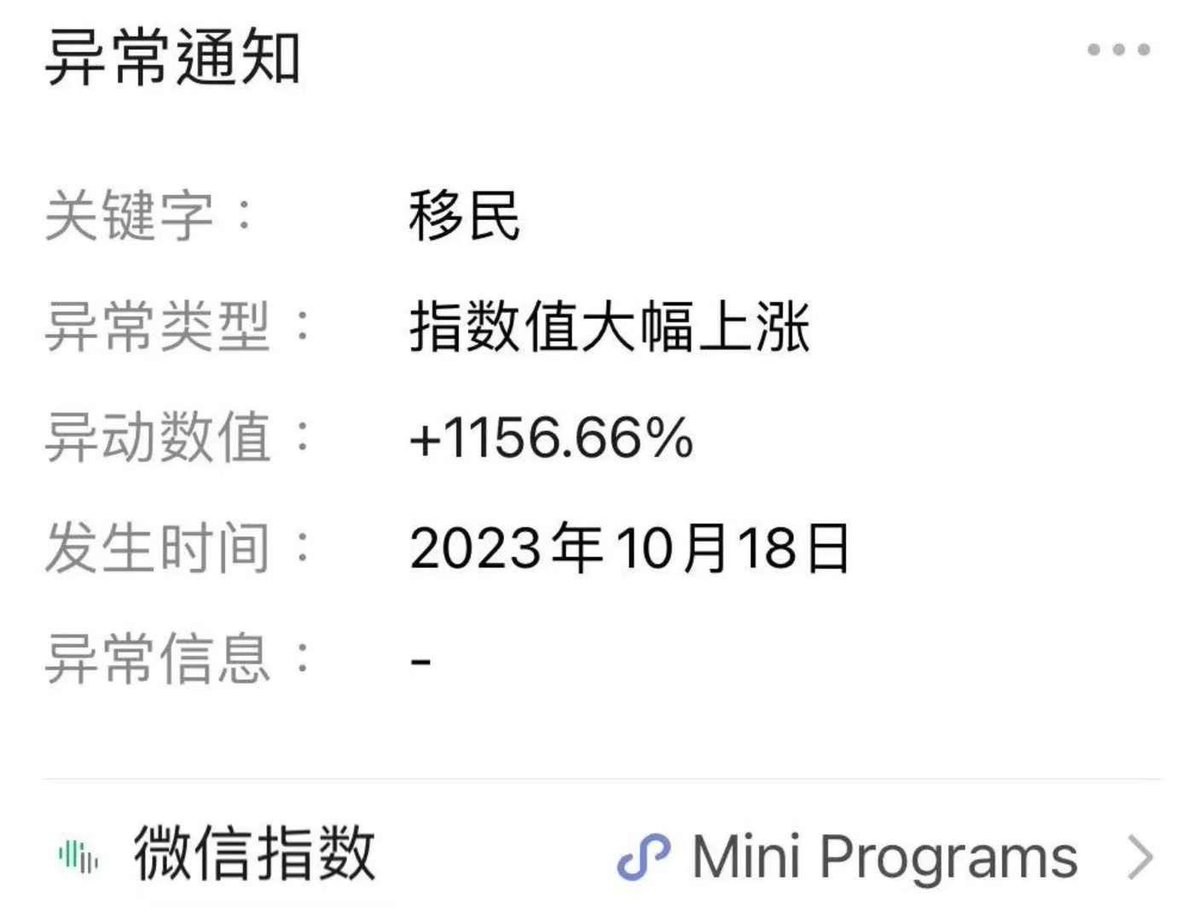 异常通知
关键字： 移民
异常类型： 指数值大幅上涨
异动数值： +1156.66%
发生时间： 2023年10月18日
异常信息： -
微信指数 Mini Programs